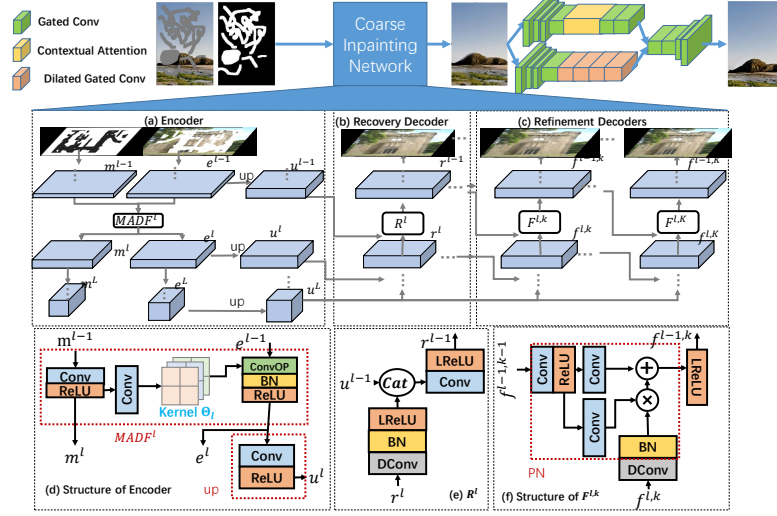 Gated Conv
Contextual Attention
Dilated Gated Conv
Coarse
Inpainting
Network
(a) Encoder
(b) Recovery Decoder
(c) Refinement Decoders
m^{l-1}
e^{l-1}
u^{l-1}
r^{l-1}
f^{l-1,k}
f^{l-1,K}
up
MADF^l
R^l
F^{l,k}
F^{l,K}
m^l
e^l
up
u^l
r^l
f^{l,k}
f^{l,K}
m^L
e^L
up
u^L
m^{l-1}
e^{l-1}
Conv
ReLU
Conv
Kernel Θ_l
ConvOP
BN
ReLU
MADF^l
m^l
e^l
Conv
ReLU
u^l
up
(d) Structure of Encoder
r^{l-1}
LReLU
Conv
u^{l-1}
Cat
LReLU
BN
DConv
r^l
(e) R^l
f^{l-1,k-1}
f^{l-1,k}
Conv
ReLU
Conv
LReLU
Conv
BN
DConv
PN
f^{l,k}
(f) Structure of F^{l,k}